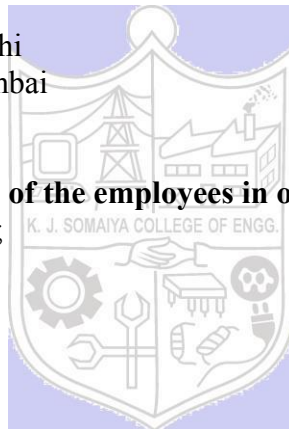 hi
nbai
of the employees in o
K. J. SOMAIYA COLLEGE OF ENGG.